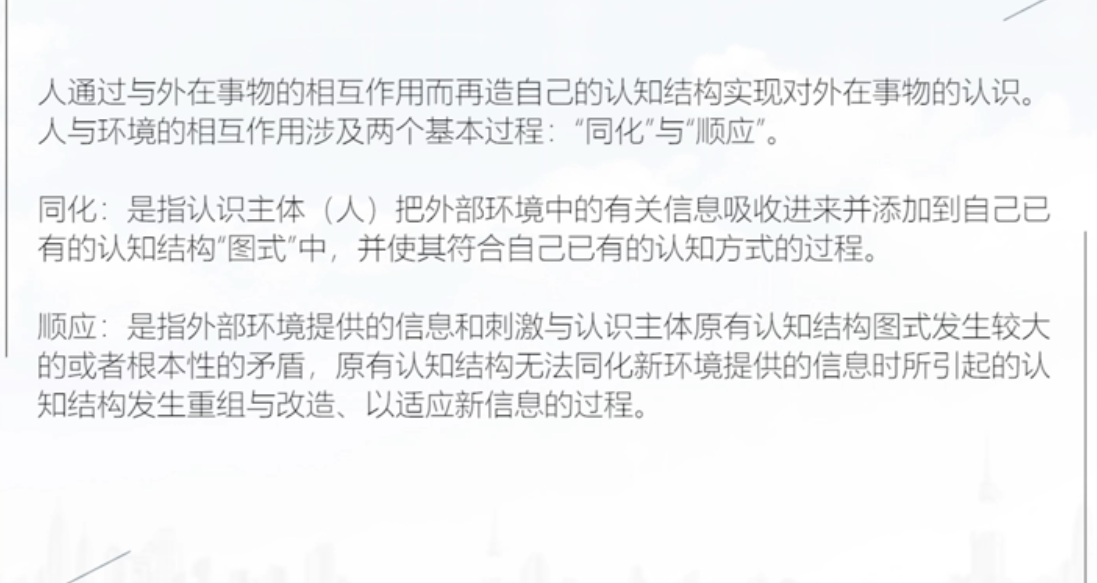 人通过与外在事物的相互作用而再造自己的认知结构实现对外在事物的认识。
人与环境的相互作用涉及两个基本过程：“同化”与“顺应”。
同化：是指认识主体（人）把外部环境中的有关信息吸收进来并添加到自己已
有的认知结构“图式”中，并使其符合自己已有的认知方式的过程。
顺应：是指外部环境提供的信息和刺激与认识主体原有认知结构图式发生较大
的或者根本性的矛盾，原有认知结构无法同化新环境提供的信息时所引起的认
知结构发生重组与改造、以适应新信息的过程。